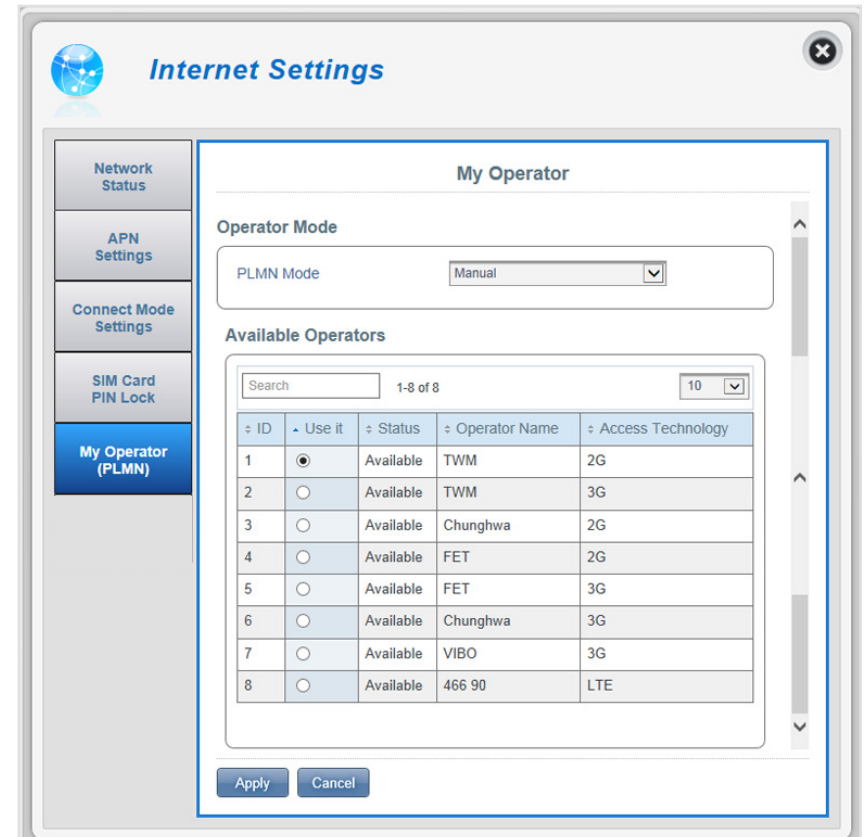 Internet Settings
Network
Status
APN
Settings
Connect Mode
Settings
SIM Card
PIN Lock
My Operator
(PLMN)
My Operator
Operator Mode
PLMN Mode Manual
Available Operators
Search 1-8 of 8 10
ID Use it Status Operator Name Access Technology
1 Available TWM 2G
2 Available TWM 3G
3 Available Chunghwa 2G
4 Available FET 2G
5 Available FET 3G
6 Available Chunghwa 3G
7 Available VIBO 3G
8 Available 466 90 LTE
Apply Cancel